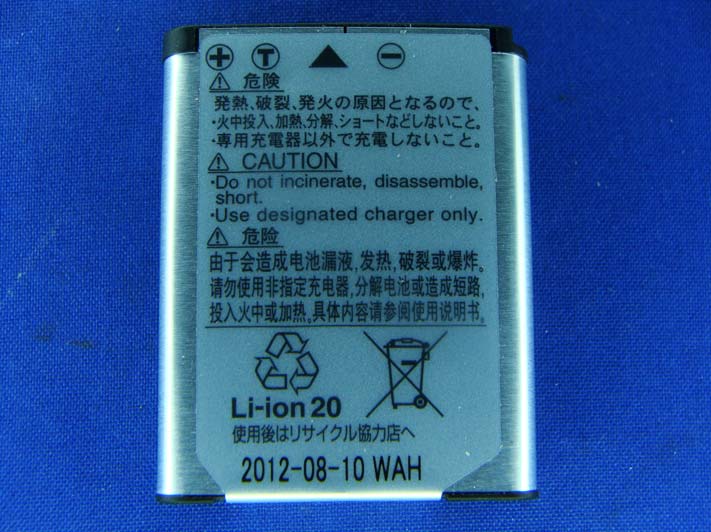 + T ▲ −
⚠ 危険
発熱、破裂、発火の原因となるので、
・火中投入、加熱、分解、ショートなどしないこと。
・専用充電器以外で充電しないこと。
⚠ CAUTION
・Do not incinerate, disassemble,
short.
・Use designated charger only.
⚠ 危险
由于会造成电池漏液,发热,破裂或爆炸。
请勿使用非指定充电器,分解电池或造成短路,
投入火中或加热。具体内容请参阅使用说明书。
Li-ion 20
使用後はリサイクル協力店へ
2012-08-10 WAH